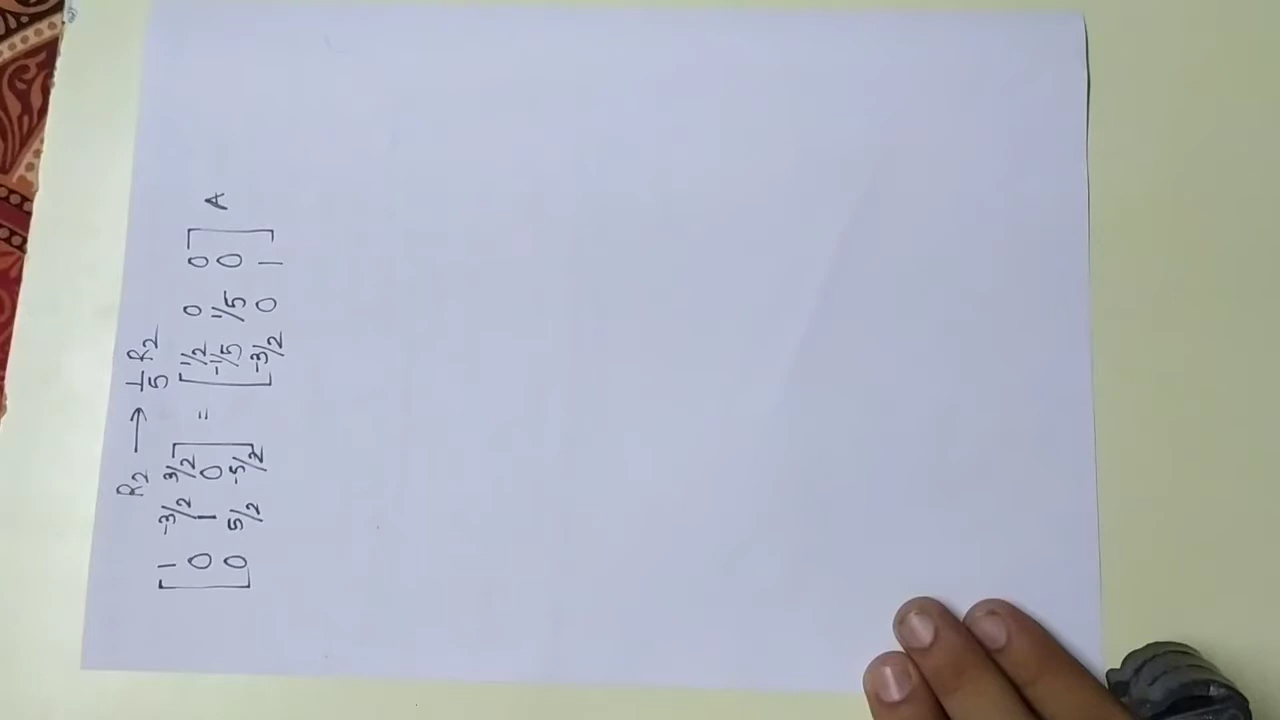 R₂ → 1/5 R₂
[ 1 -3/2 3/2 ] = [ 1/2 0 0 ] A
[ 0 1 0 ] [ -1/5 1/5 0 ]
[ 0 5/2 -5/2 ] [ -3/2 0 1 ]